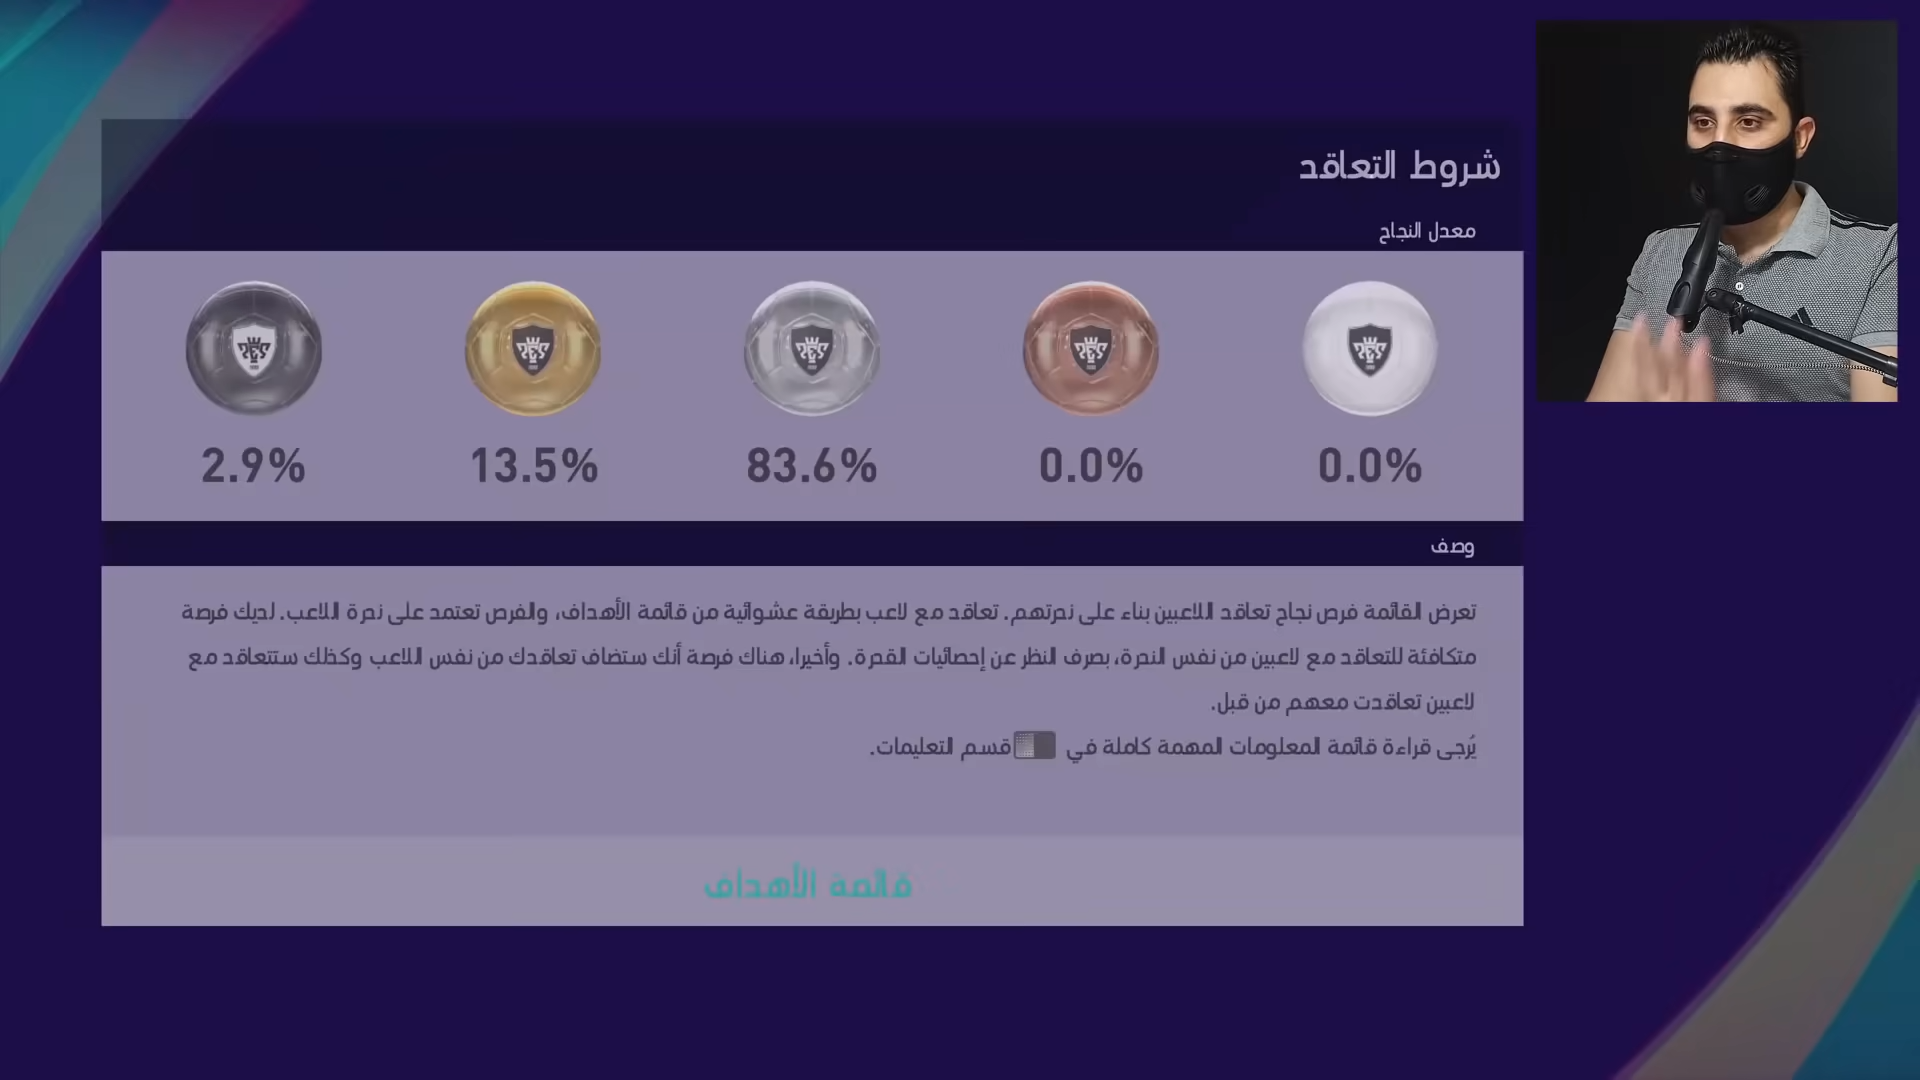 شروط التعاقد
معدل النجاح
2.9% 13.5% 83.6% 0.0% 0.0%
وصف
تعرض القائمة فرص نجاح تعاقد اللاعبين بناء على ندرتهم. تعاقد مع لاعب بطريقة عشوائية من قائمة الأهداف، والفرص تعتمد على ندرة اللاعب. لديك فرصة
متكافئة للتعاقد مع لاعبين من نفس الندرة، بصرف النظر عن إحصائيات القدرة. وأخيرا، هناك فرصة أنك ستضاف تعاقدك من نفس اللاعب وكذلك ستتعاقد مع
لاعبين تعاقدت معهم من قبل.
يُرجى قراءة قائمة المعلومات المهمة كاملة في قسم التعليمات.
قائمة الأهداف